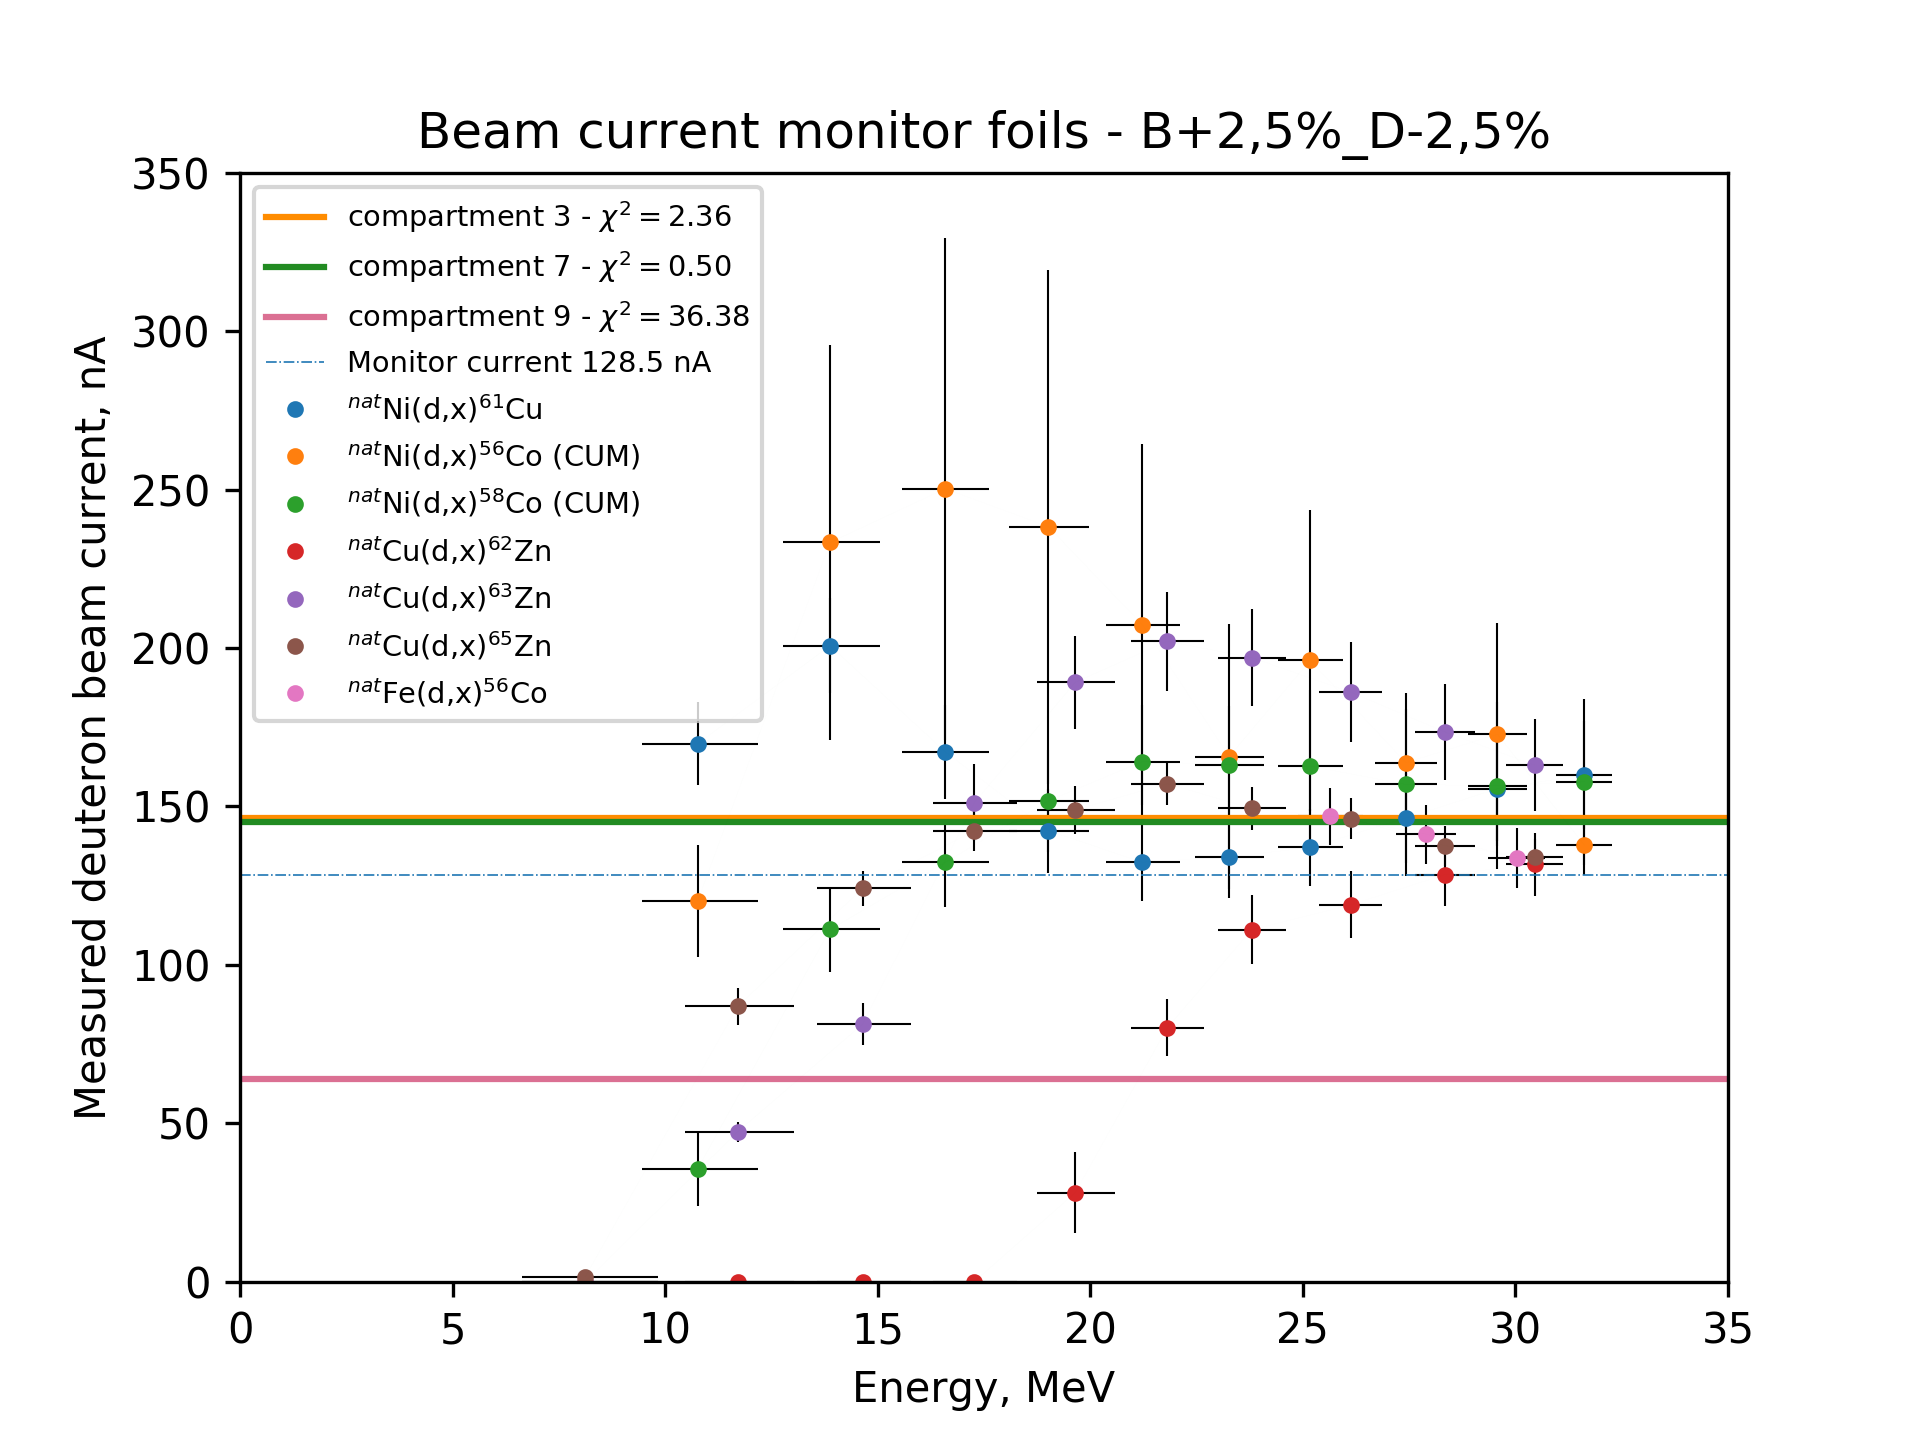 Beam current monitor foils - B+2,5%_D-2,5%
Measured deuteron beam current, nA
350
300
250
200
150
100
50
0
compartment 3 - χ² = 2.36
compartment 7 - χ² = 0.50
compartment 9 - χ² = 36.38
Monitor current 128.5 nA
ⁿᵃᵗNi(d,x)⁶¹Cu
ⁿᵃᵗNi(d,x)⁵⁶Co (CUM)
ⁿᵃᵗNi(d,x)⁵⁸Co (CUM)
ⁿᵃᵗCu(d,x)⁶²Zn
ⁿᵃᵗCu(d,x)⁶³Zn
ⁿᵃᵗCu(d,x)⁶⁵Zn
ⁿᵃᵗFe(d,x)⁵⁶Co
0 5 10 15 20 25 30 35
Energy, MeV